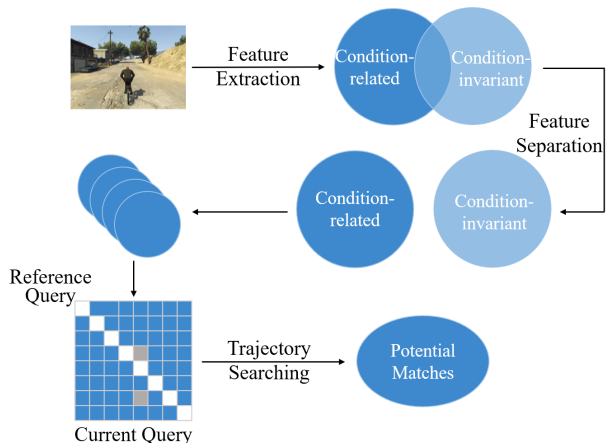 Feature
Extraction
Condition-
related
Condition-
invariant
Feature
Separation
Condition-
related
Condition-
invariant
Reference
Query
Trajectory
Searching
Potential
Matches
Current Query